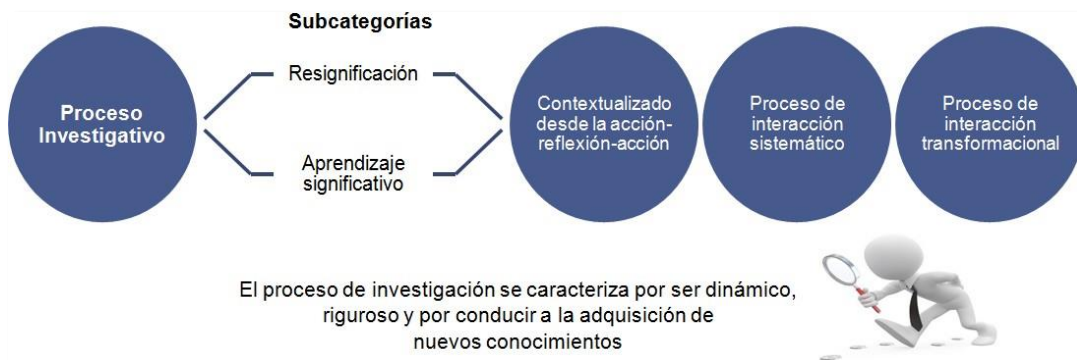 Subcategorías
Proceso
Investigativo
Resignificación
Aprendizaje
significativo
Contextualizado
desde la acción-
reflexión-acción
Proceso de
interacción
sistemático
Proceso de
interacción
transformacional
El proceso de investigación se caracteriza por ser dinámico,
riguroso y por conducir a la adquisición de
nuevos conocimientos